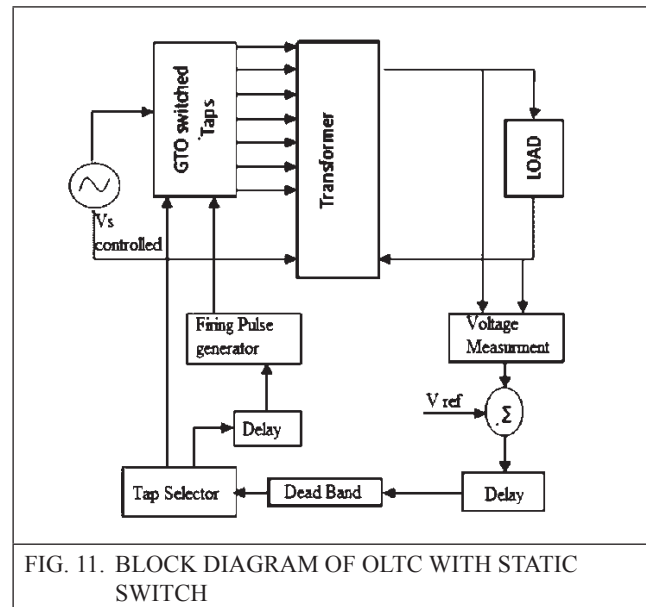 GTO switched
Taps
Transformer
LOAD
Vs
controlled
Firing Pulse
generator
Voltage
Measurment
V ref
Σ
Delay
Tap Selector
Dead Band
Delay
FIG. 11. BLOCK DIAGRAM OF OLTC WITH STATIC
SWITCH